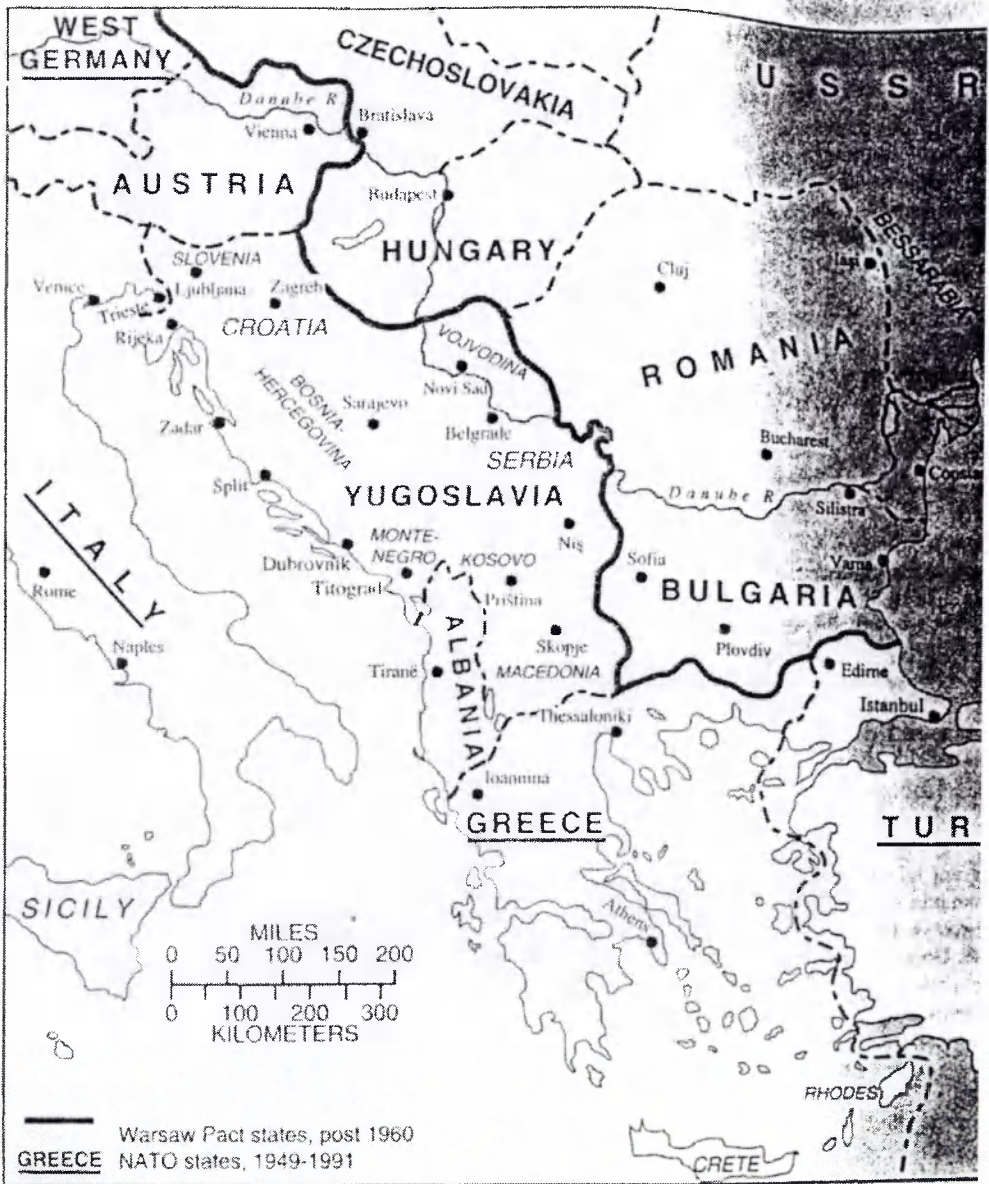 WEST
GERMANY
CZECHOSLOVAKIA
U S S R
Danube R
Vienna
Bratislava
AUSTRIA
Budapest
HUNGARY
BESSARABIA
Iaşi
Cluj
SLOVENIA
Venice
Trieste
Ljubljana
Zagreb
Rijeka
CROATIA
VOJVODINA
ROMANIA
BOSNIA-
HERCEGOVINA
Novi Sad
Sarajevo
Zadar
Belgrade
Bucharest
SERBIA
Split
YUGOSLAVIA
Danube R
Silistra
Consta
ITALY
MONTE-
NEGRO
KOSOVO
Niş
Sofia
Varna
Dubrovnik
Titograd
Priština
BULGARIA
Rome
ALBANIA
Skopje
Plovdiv
Naples
Tiranë
MACEDONIA
Edirne
Thessaloniki
Istanbul
Ioannina
GREECE
TUR
SICILY
Athens
MILES
0 50 100 150 200
0 100 200 300
KILOMETERS
RHODES
CRETE
Warsaw Pact states, post 1960
GREECE NATO states, 1949-1991